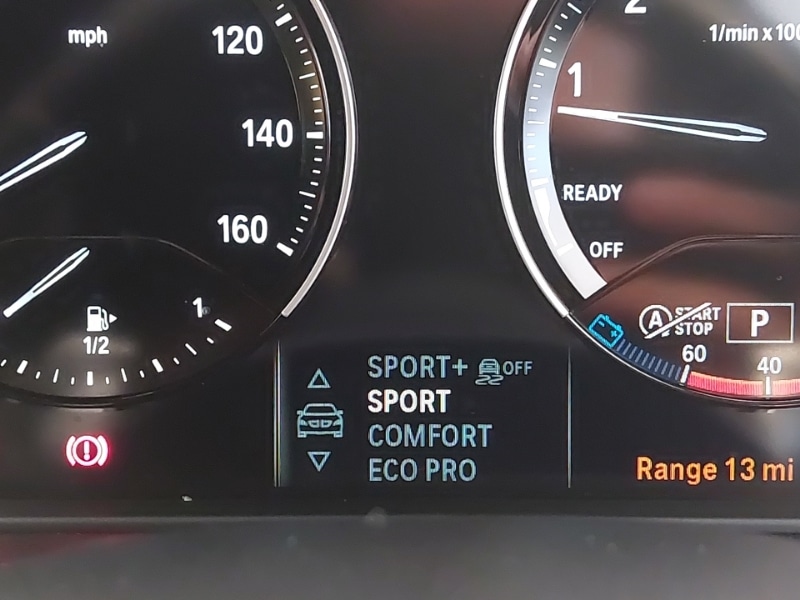 mph
120
140
160
1
1/2
2
1/min x100
1
READY
OFF
A START STOP
P
60
40
SPORT+ OFF
SPORT
COMFORT
ECO PRO
Range 13 mi